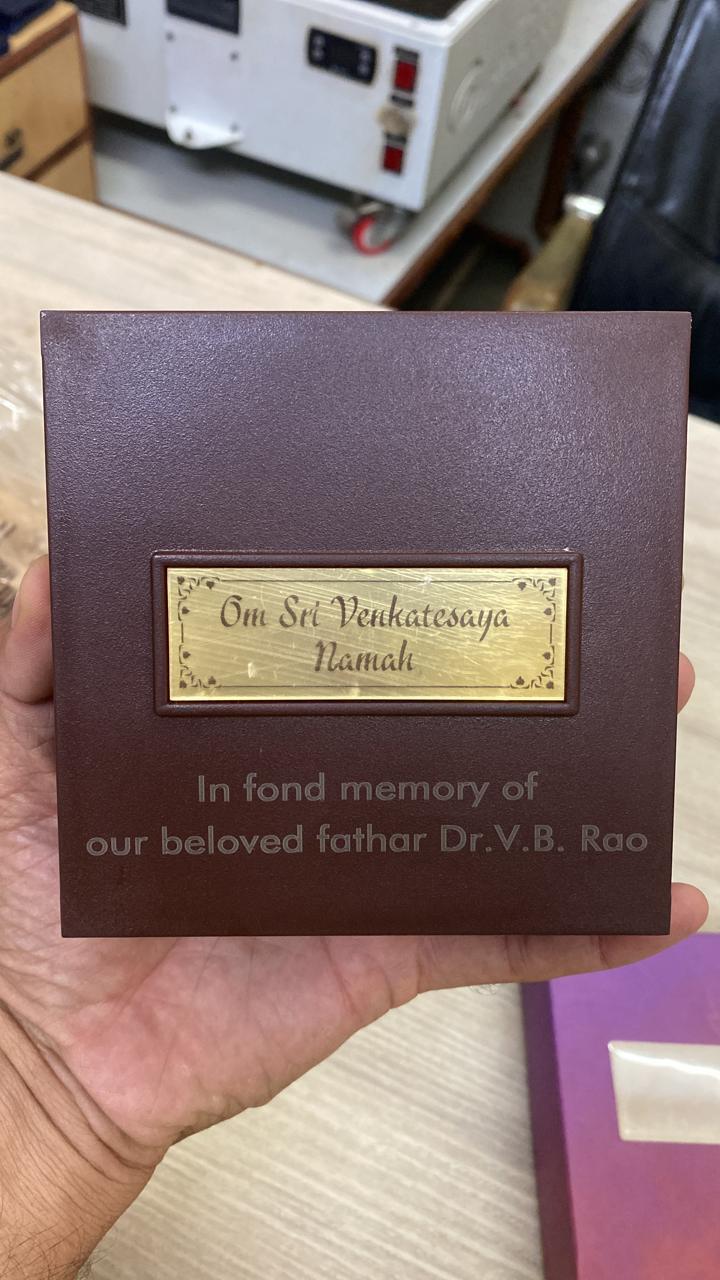 Om Sri Venkatesaya
Namah
In fond memory of
our beloved fathar Dr.V.B. Rao